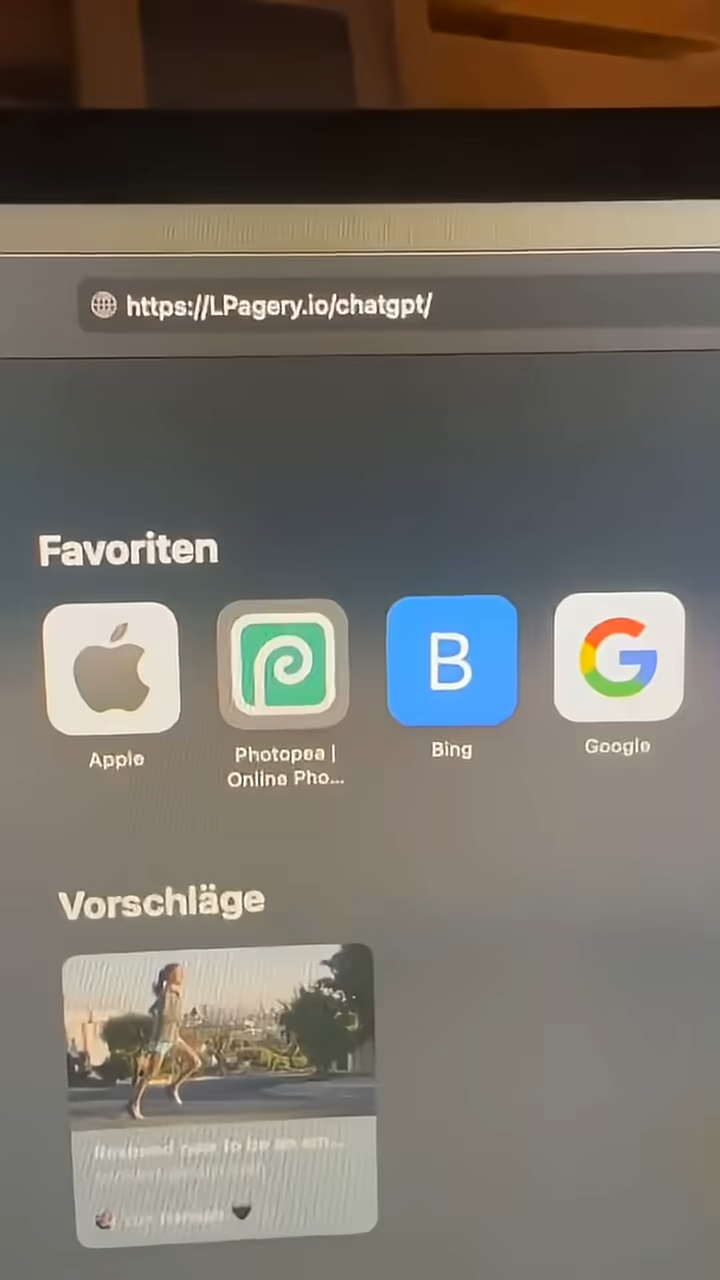 https://LPagery.io/chatgpt/
Favoriten
B
G
Apple
Photopea |
Online Pho...
Bing
Google
Vorschläge